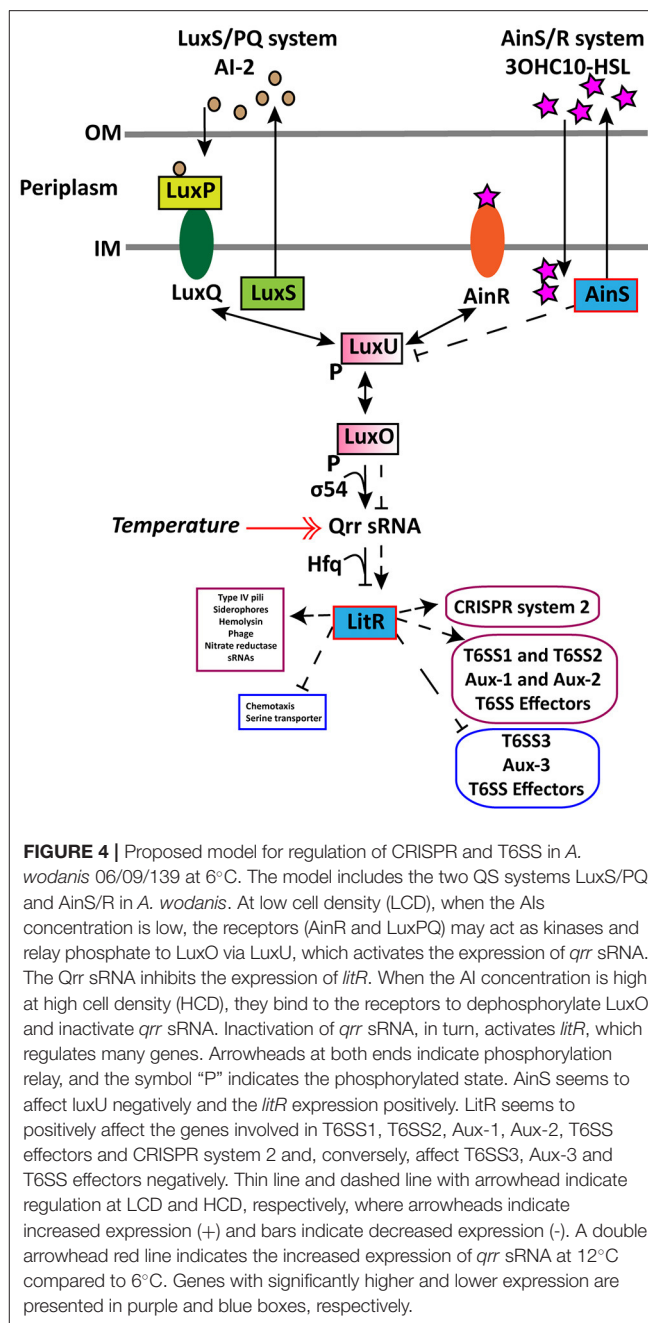 LuxS/PQ system
AI-2
AinS/R system
3OHC10-HSL
OM
Periplasm
LuxP
IM
LuxQ
LuxS
AinR
AinS
LuxU
P
LuxO
P
σ54
Temperature
Qrr sRNA
Hfq
LitR
Type IV pili
Siderophores
Hemolysin
Phage
Nitrate reductase
sRNAs
Chemotaxis
Serine transporter
CRISPR system 2
T6SS1 and T6SS2
Aux-1 and Aux-2
T6SS Effectors
T6SS3
Aux-3
T6SS Effectors
FIGURE 4 | Proposed model for regulation of CRISPR and T6SS in A.
wodanis 06/09/139 at 6°C. The model includes the two QS systems LuxS/PQ
and AinS/R in A. wodanis. At low cell density (LCD), when the AIs
concentration is low, the receptors (AinR and LuxPQ) may act as kinases and
relay phosphate to LuxO via LuxU, which activates the expression of qrr sRNA.
The Qrr sRNA inhibits the expression of litR. When the AI concentration is high
at high cell density (HCD), they bind to the receptors to dephosphorylate LuxO
and inactivate qrr sRNA. Inactivation of qrr sRNA, in turn, activates litR, which
regulates many genes. Arrowheads at both ends indicate phosphorylation
relay, and the symbol “P” indicates the phosphorylated state. AinS seems to
affect luxU negatively and the litR expression positively. LitR seems to
positively affect the genes involved in T6SS1, T6SS2, Aux-1, Aux-2, T6SS
effectors and CRISPR system 2 and, conversely, affect T6SS3, Aux-3 and
T6SS effectors negatively. Thin line and dashed line with arrowhead indicate
regulation at LCD and HCD, respectively, where arrowheads indicate
increased expression (+) and bars indicate decreased expression (-). A double
arrowhead red line indicates the increased expression of qrr sRNA at 12°C
compared to 6°C. Genes with significantly higher and lower expression are
presented in purple and blue boxes, respectively.